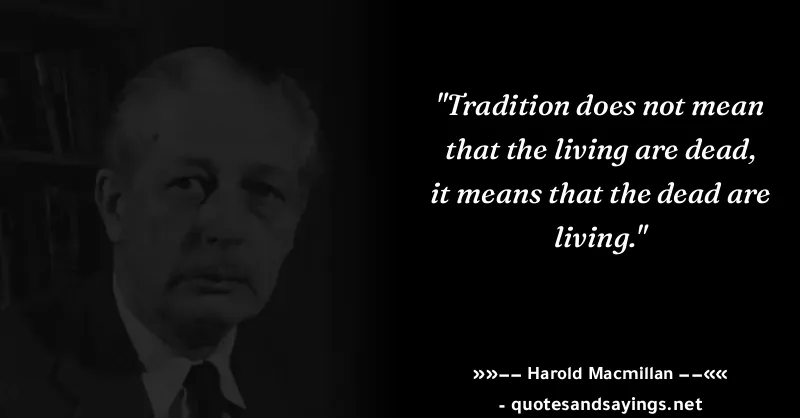 "Tradition does not mean
that the living are dead,
it means that the dead are
living."
»»−− Harold Macmillan −−««
- quotesandsayings.net